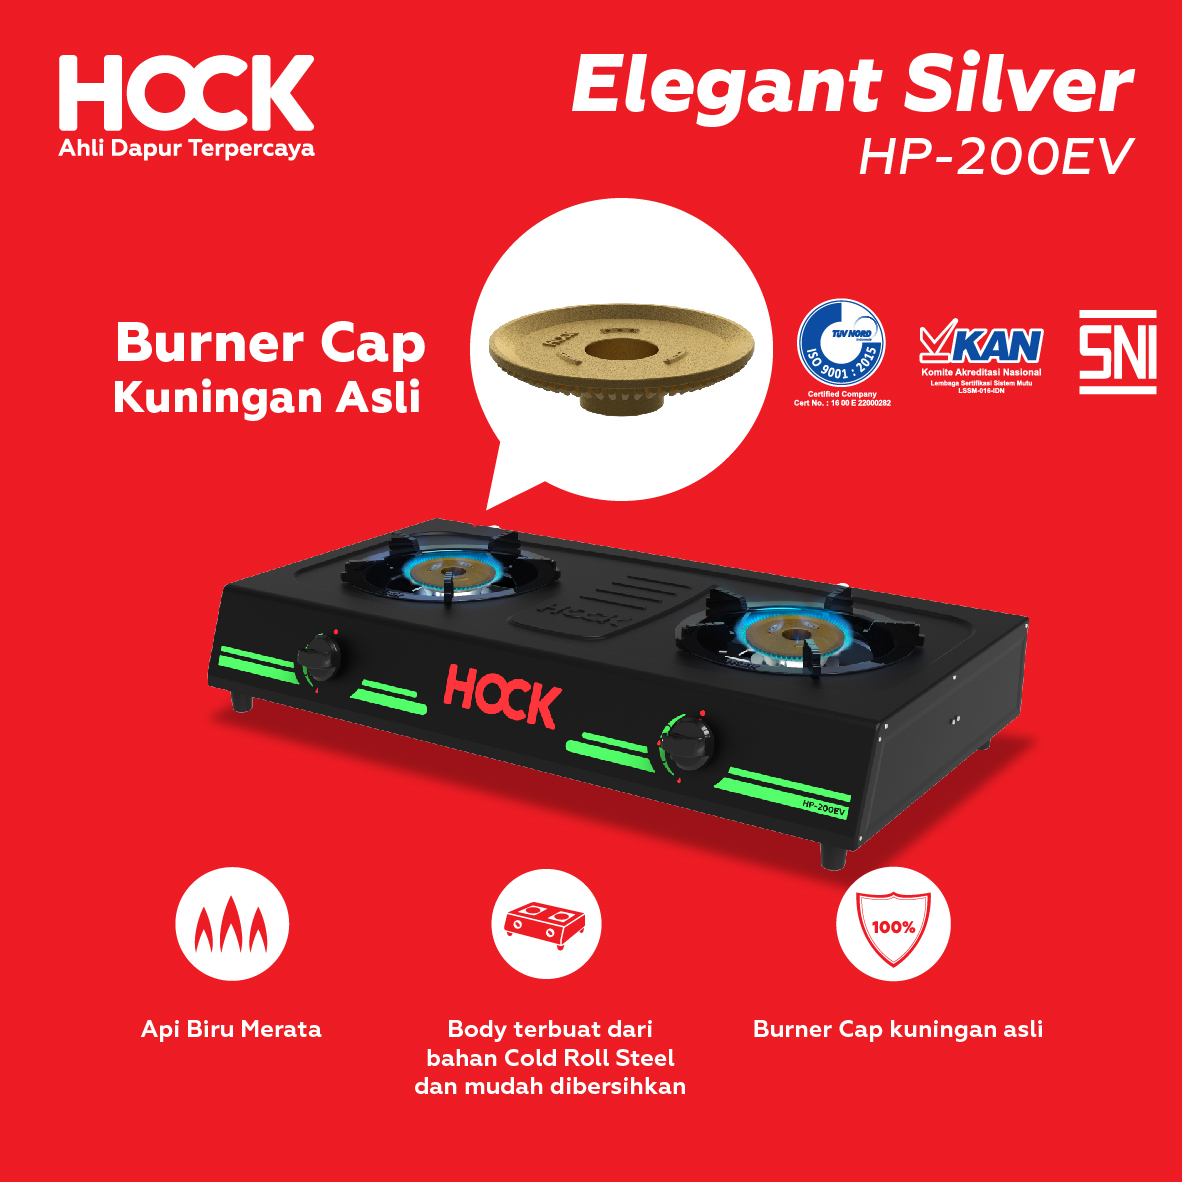 HOCK
Ahli Dapur Terpercaya
Elegant Silver
HP-200EV
Burner Cap
Kuningan Asli
HOCK
TÜV NORD
Indonesia
ISO 9001 : 2015
Certified Company
Cert No. : 16 00 E 22000282
KAN
Komite Akreditasi Nasional
Lembaga Sertifikasi Sistem Mutu
LSSM-016-IDN
SNI
HOCK
HOCK
HP-200EV
100%
Api Biru Merata
Body terbuat dari
bahan Cold Roll Steel
dan mudah dibersihkan
Burner Cap kuningan asli